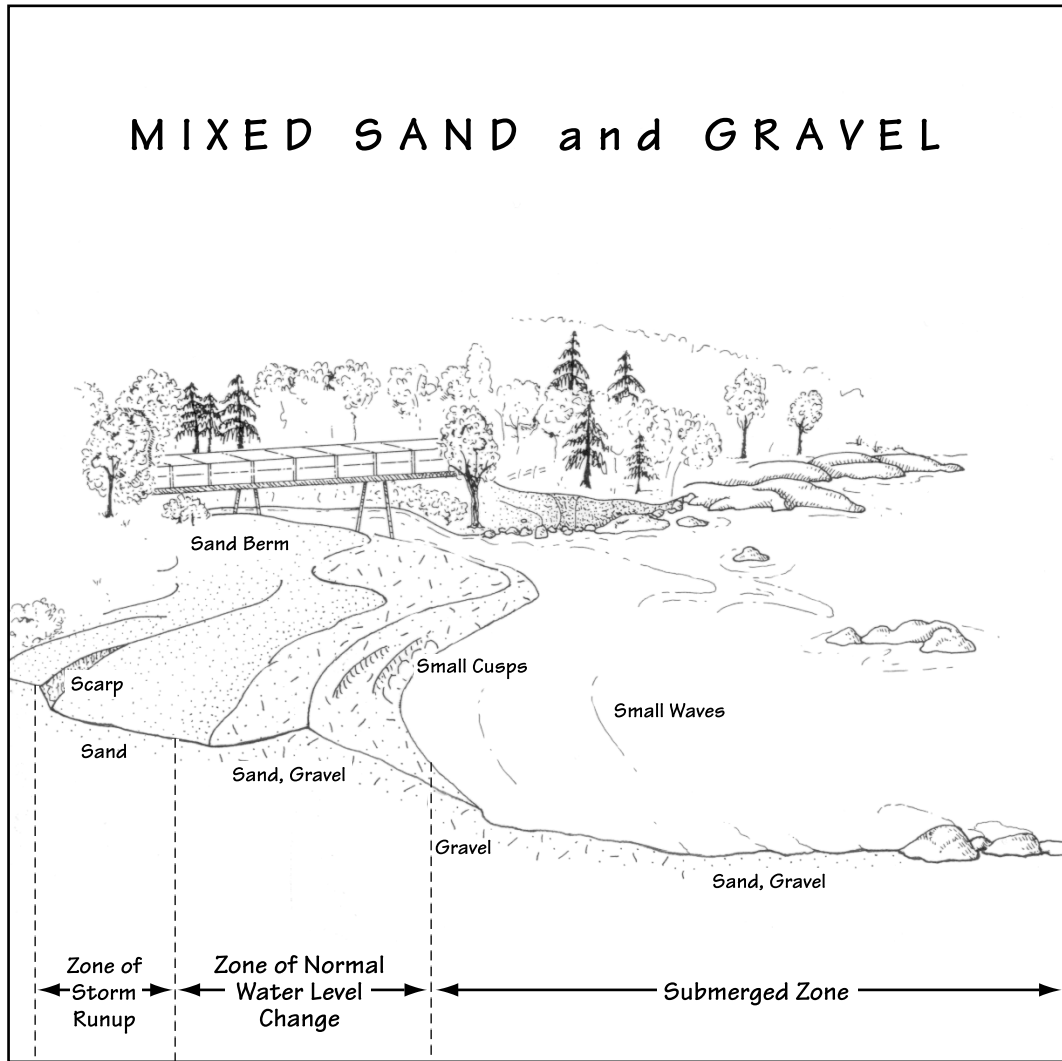 MIXED SAND and GRAVEL
Sand Berm
Small Cusps
Scarp
Small Waves
Sand
Sand, Gravel
Gravel
Sand, Gravel
Zone of
Storm
Runup
Zone of Normal
Water Level
Change
Submerged Zone